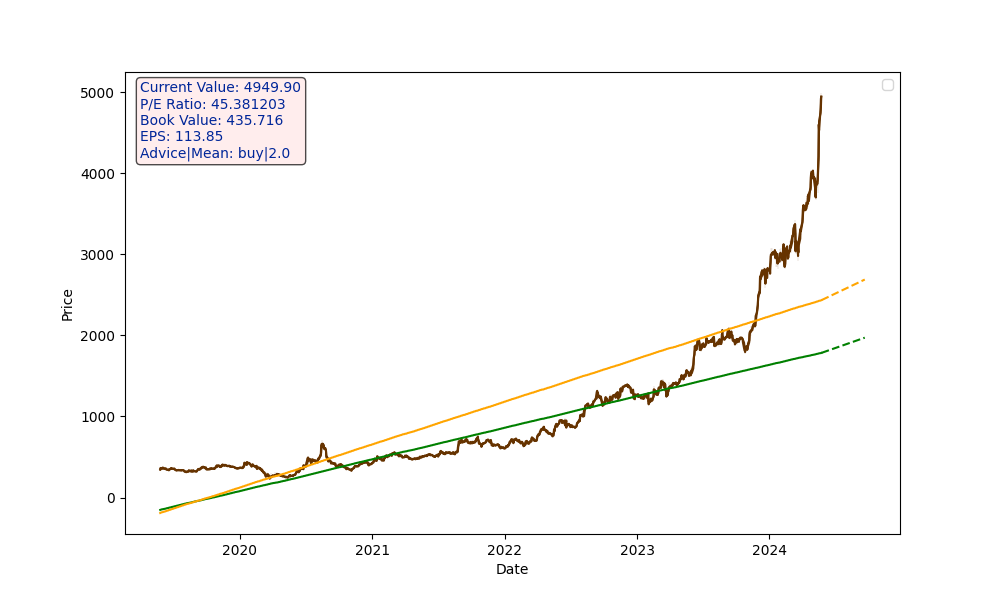 Current Value: 4949.90
P/E Ratio: 45.381203
Book Value: 435.716
EPS: 113.85
Advice|Mean: buy|2.0
5000
4000
3000
2000
1000
0
Price
2020 2021 2022 2023 2024
Date